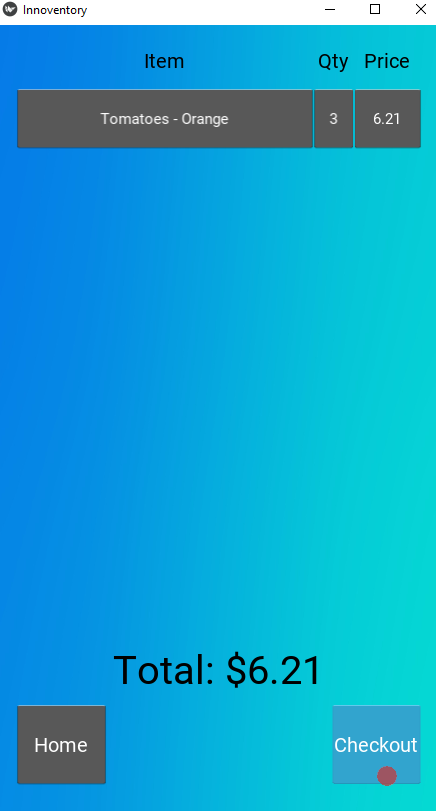 Innoventory
Item Qty Price
Tomatoes - Orange 3 6.21
Total: $6.21
Home Checkout